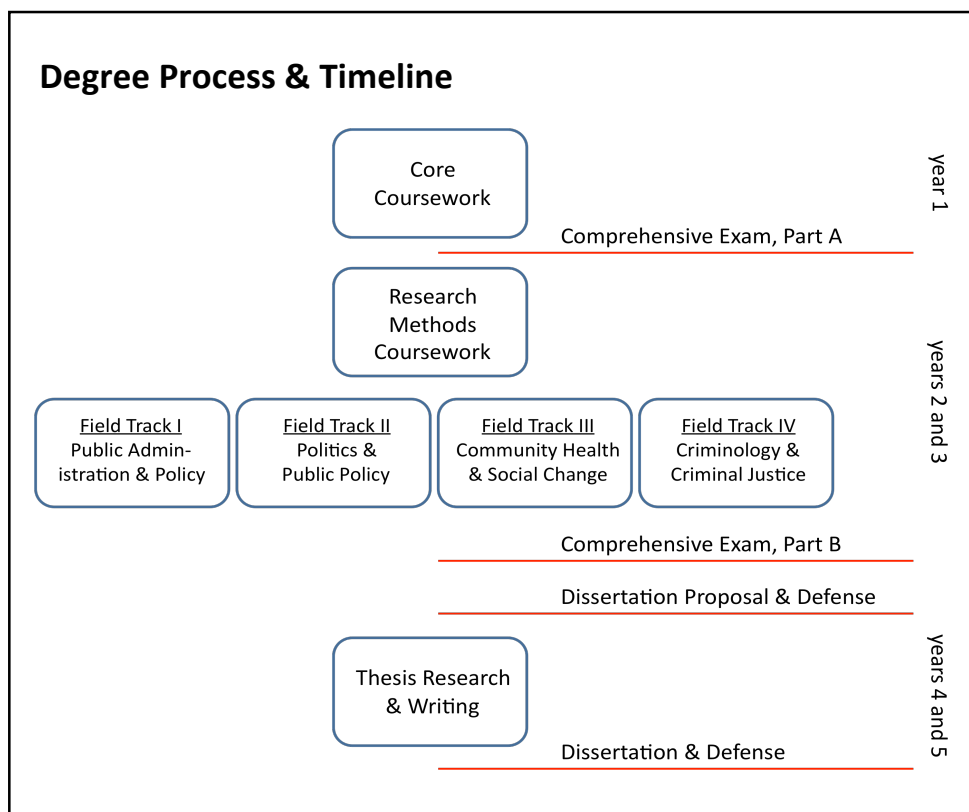 Degree Process & Timeline
Core
Coursework
year 1
Comprehensive Exam, Part A
Research
Methods
Coursework
years 2 and 3
Field Track I
Public Admin-
istration & Policy
Field Track II
Politics &
Public Policy
Field Track III
Community Health
& Social Change
Field Track IV
Criminology &
Criminal Justice
Comprehensive Exam, Part B
Dissertation Proposal & Defense
years 4 and 5
Thesis Research
& Writing
Dissertation & Defense